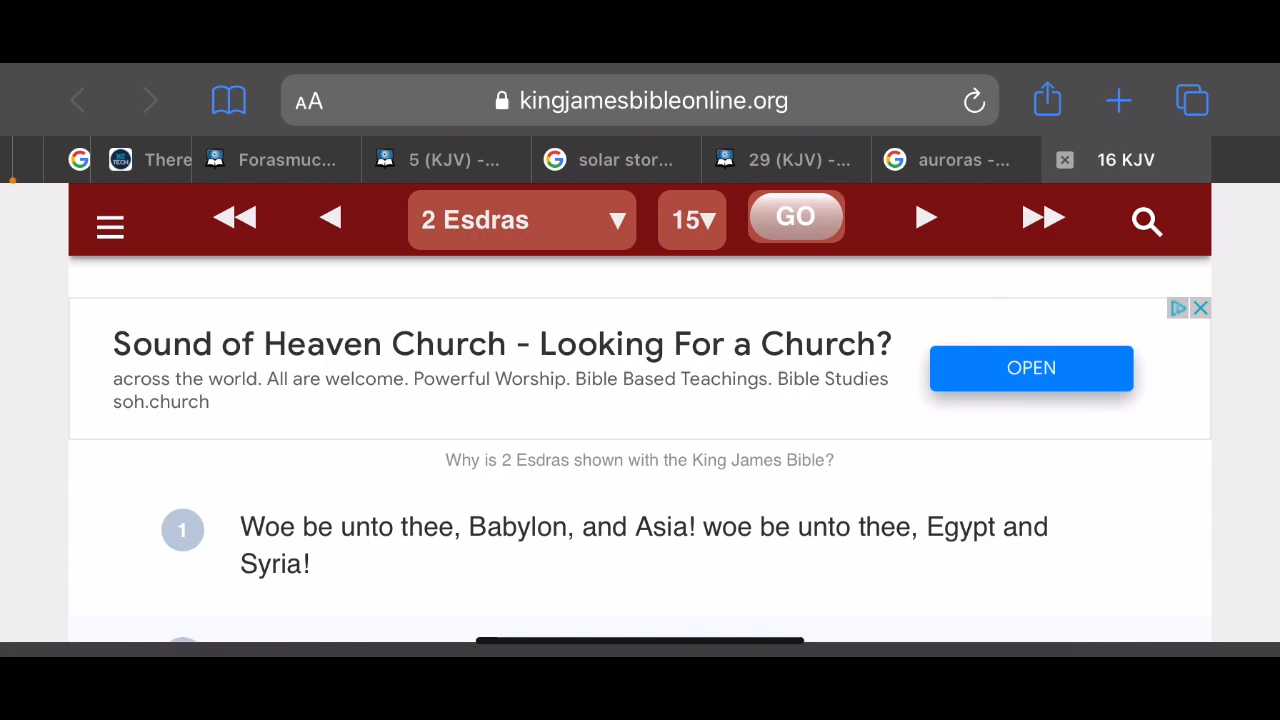 AA kingjamesbibleonline.org
There Forasmuc... 5 (KJV) -... solar stor... 29 (KJV) -... auroras -... 16 KJV
2 Esdras 15 GO
Sound of Heaven Church - Looking For a Church?
across the world. All are welcome. Powerful Worship. Bible Based Teachings. Bible Studies
soh.church
OPEN
Why is 2 Esdras shown with the King James Bible?
1 Woe be unto thee, Babylon, and Asia! woe be unto thee, Egypt and
Syria!